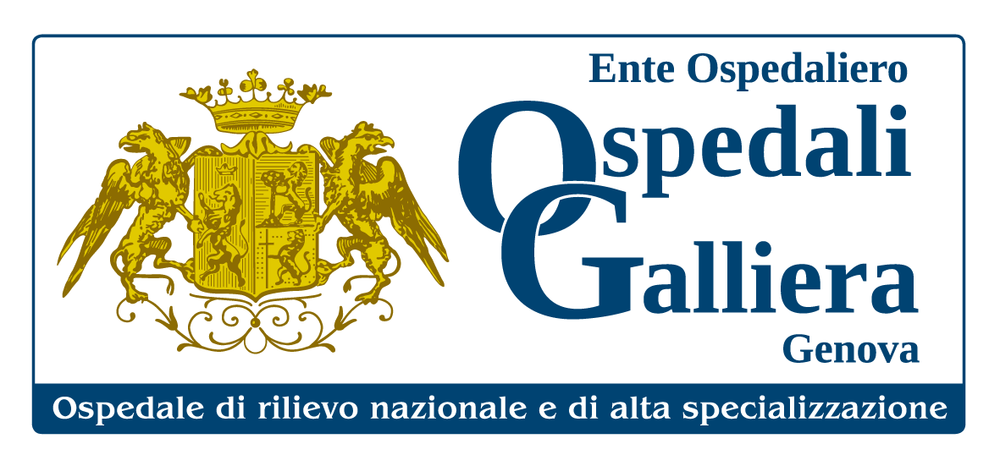 Ente Ospedaliero
Ospedali
Galliera
Genova
Ospedale di rilievo nazionale e di alta specializzazione